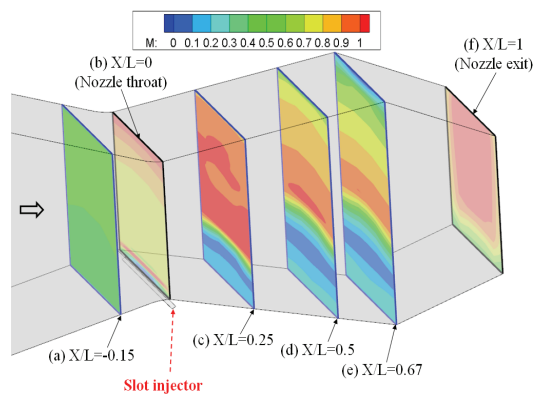 M: 0 0.1 0.2 0.3 0.4 0.5 0.6 0.7 0.8 0.9 1
(b) X/L=0
(Nozzle throat)
(f) X/L=1
(Nozzle exit)
(a) X/L=-0.15
(c) X/L=0.25
(d) X/L=0.5
(e) X/L=0.67
Slot injector